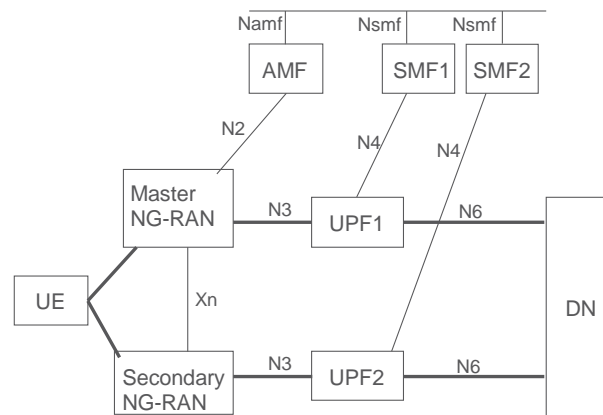 Namf
Nsmf
Nsmf
AMF
SMF1
SMF2
N2
N4
N4
Master
NG-RAN
N3
UPF1
N6
UE
Xn
DN
Secondary
NG-RAN
N3
UPF2
N6